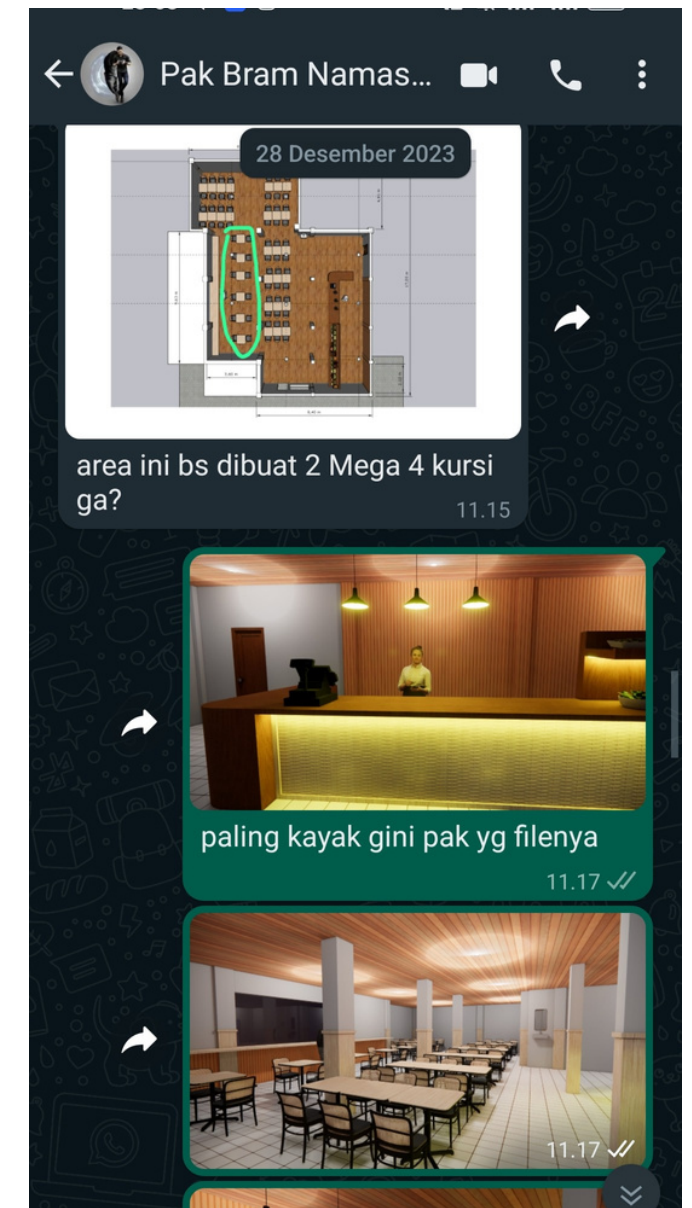 Pak Bram Namas...
28 Desember 2023
area ini bs dibuat 2 Mega 4 kursi
ga?
11.15
paling kayak gini pak yg filenya
11.17
11.17